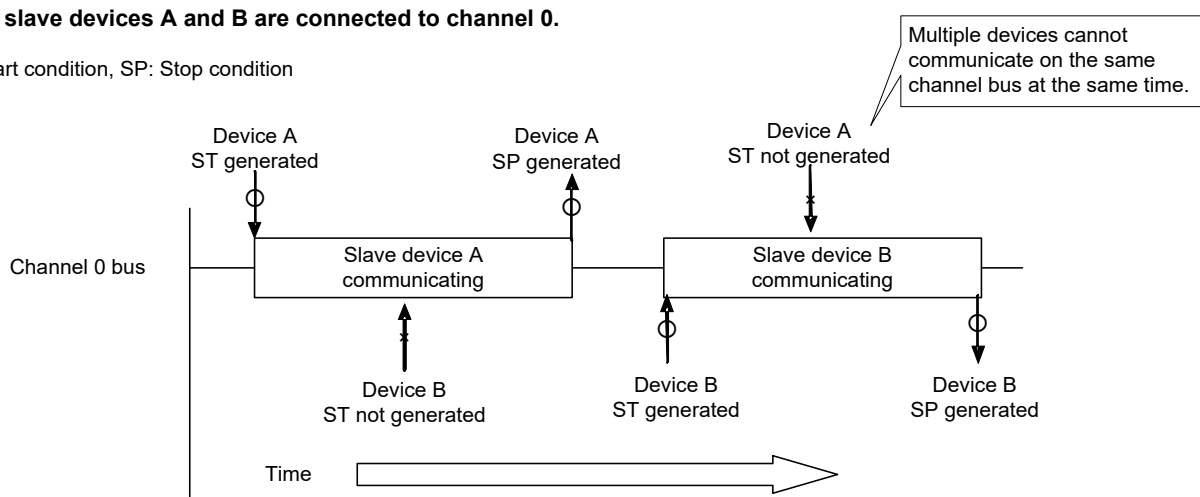 slave devices A and B are connected to channel 0.
art condition, SP: Stop condition
Multiple devices cannot
communicate on the same
channel bus at the same time.
Device A
ST generated
Device A
SP generated
Device A
ST not generated
Channel 0 bus
Slave device A
communicating
Slave device B
communicating
Device B
ST not generated
Device B
ST generated
Device B
SP generated
Time